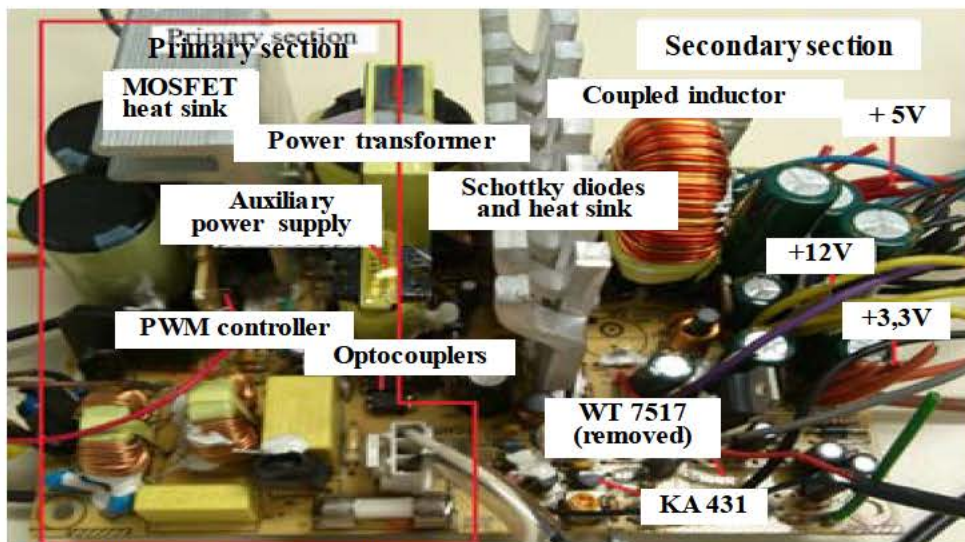 Primary section
Primary section
Secondary section
MOSFET
heat sink
Coupled inductor
+ 5V
Power transformer
Schottky diodes
and heat sink
Auxiliary
power supply
+12V
+3,3V
PWM controller
Optocouplers
WT 7517
(removed)
KA 431